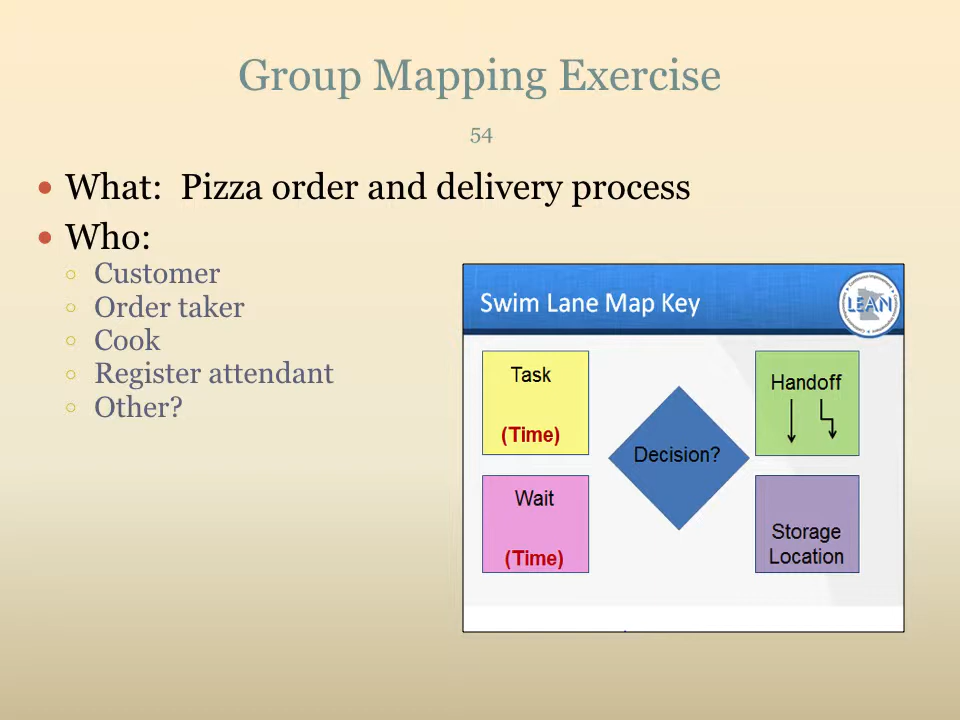 Group Mapping Exercise
54
What: Pizza order and delivery process
Who:
Customer
Order taker
Cook
Register attendant
Other?
Swim Lane Map Key
LEAN
Task
(Time)
Decision?
Handoff
Wait
(Time)
Storage
Location